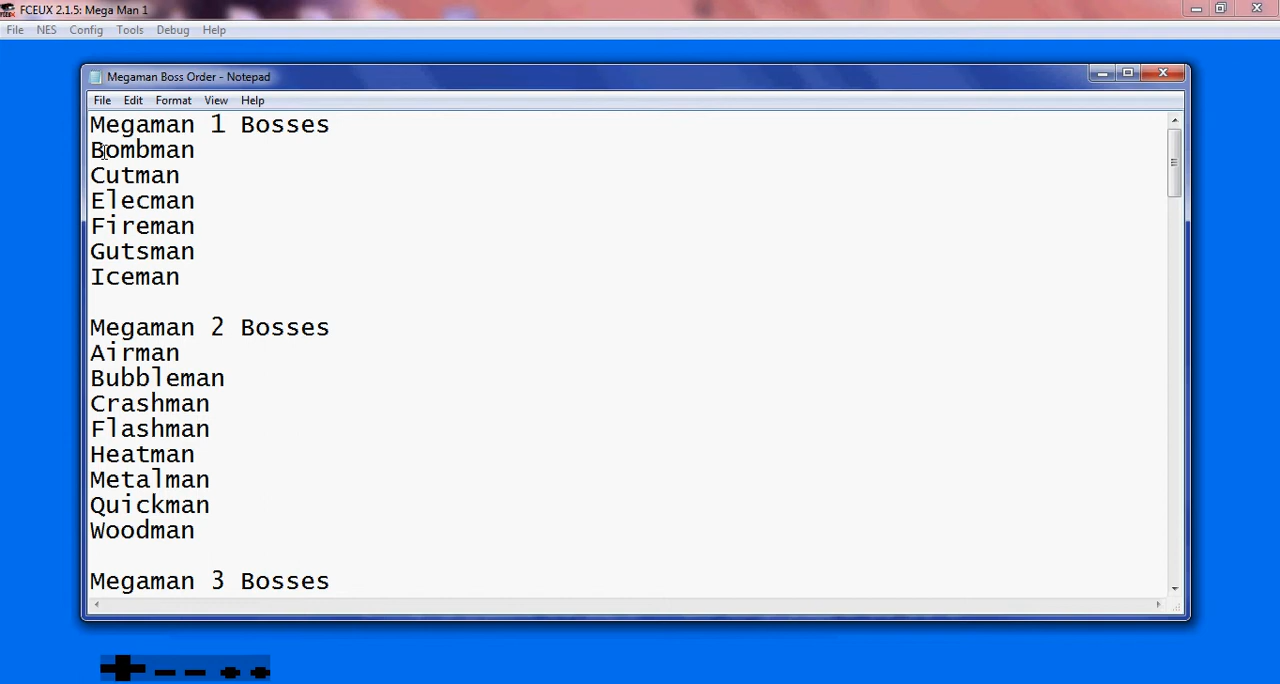 FCEUX 2.1.5: Mega Man 1
File NES Config Tools Debug Help
Megaman Boss Order - Notepad
File Edit Format View Help
Megaman 1 Bosses
Bombman
Cutman
Elecman
Fireman
Gutsman
Iceman
Megaman 2 Bosses
Airman
Bubbleman
Crashman
Flashman
Heatman
Metalman
Quickman
Woodman
Megaman 3 Bosses